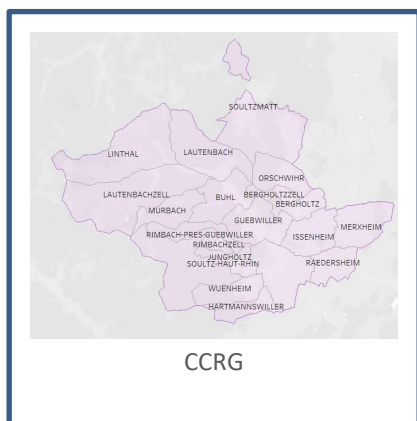 SOULTZMATT
LINTHAL
LAUTENBACH
ORSCHWIHR
LAUTENBACHZELL
BUHL
BERGHOLTZZELL
BERGHOLTZ
MURBACH
GUEBWILLER
MERXHEIM
RIMBACH-PRES-GUEBWILLER
ISSENHEIM
RIMBACHZELL
JUNGHOLTZ
SOULTZ-HAUT-RHIN
RAEDERSHEIM
WUENHEIM
HARTMANNSWILLER
CCRG